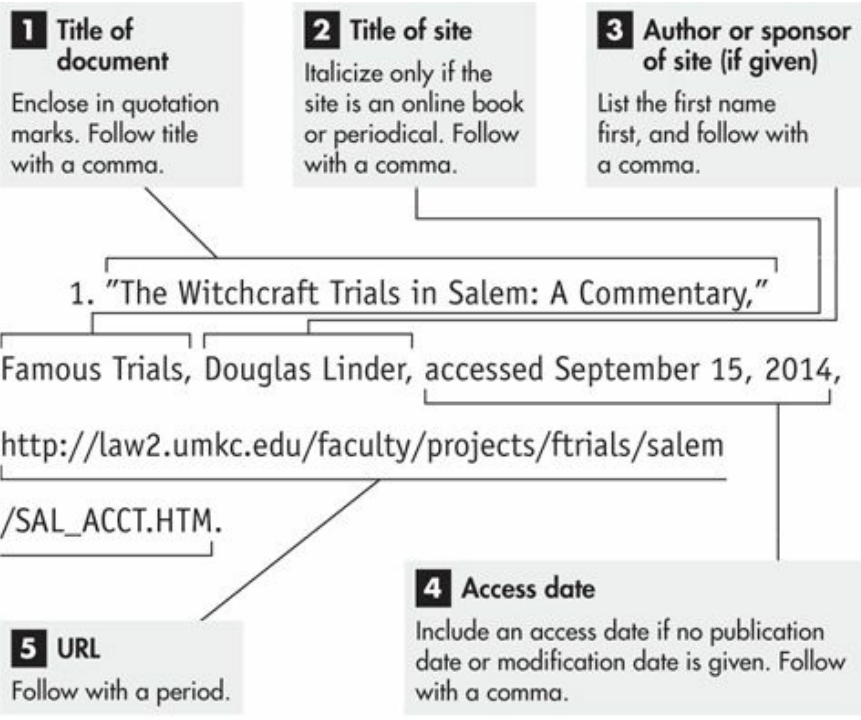 1 Title of
document
Enclose in quotation
marks. Follow title
with a comma.
2 Title of site
Italicize only if the
site is an online book
or periodical. Follow
with a comma.
3 Author or sponsor
of site (if given)
List the first name
first, and follow with
a comma.
1. "The Witchcraft Trials in Salem: A Commentary,"
Famous Trials, Douglas Linder, accessed September 15, 2014,
http://law2.umkc.edu/faculty/projects/ftrials/salem
/SAL_ACCT.HTM.
4 Access date
Include an access date if no publication
date or modification date is given. Follow
with a comma.
5 URL
Follow with a period.